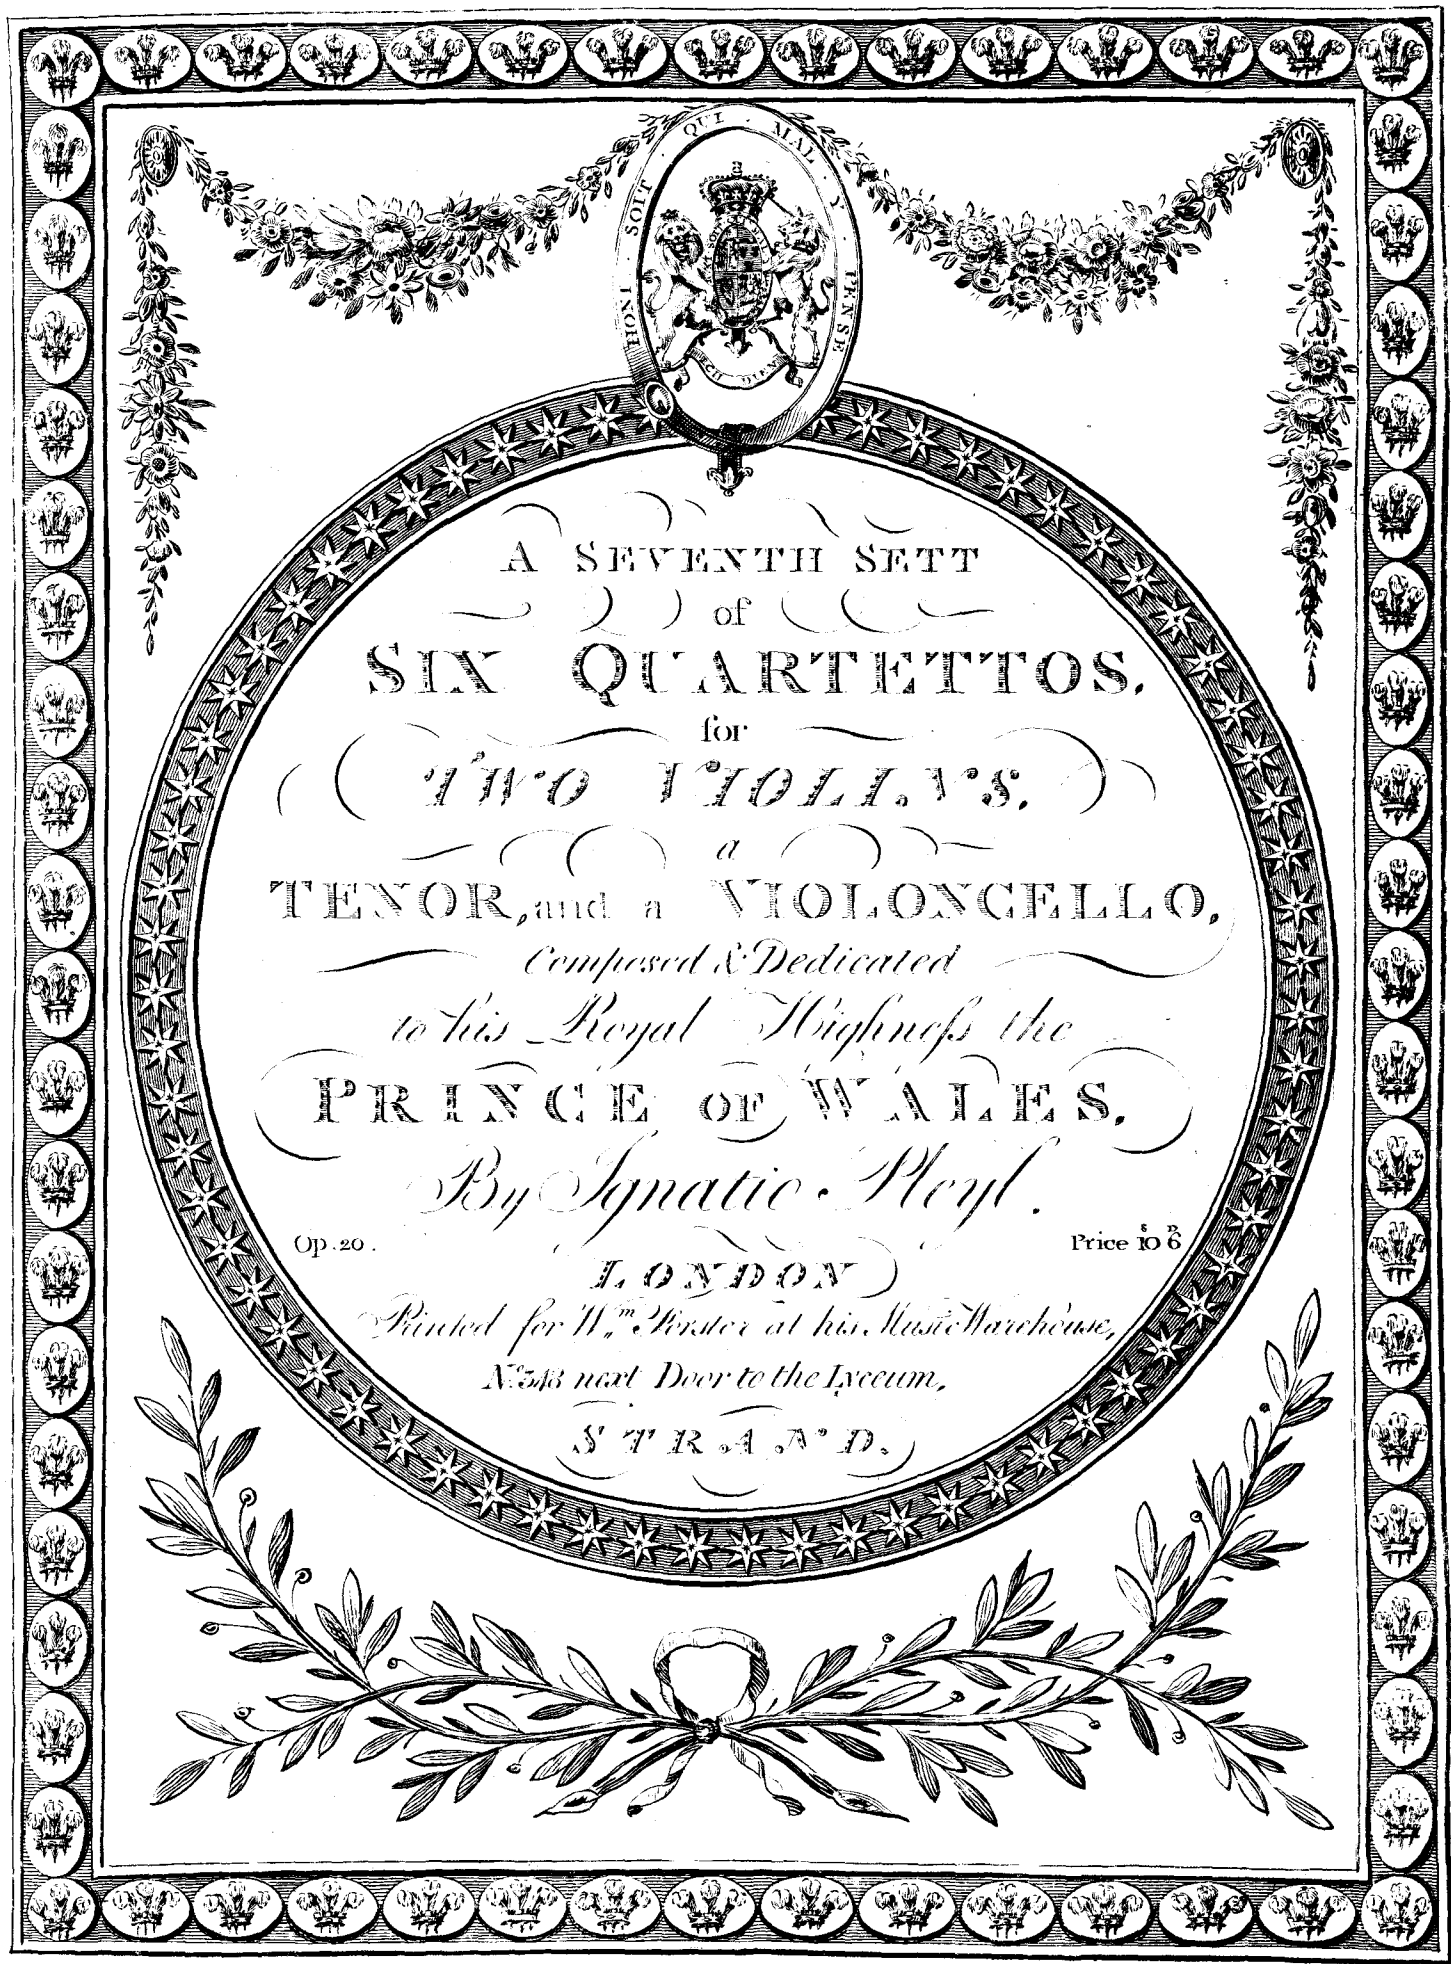 HONI · SOIT · QUI · MAL · Y · PENSE
ICH DIEN
A SEVENTH SETT
of
SIX QUARTETTOS.
for
TWO VIOLINS.
a
TENOR, and a VIOLONCELLO,
Composed & Dedicated
to his Royal Highneſs the
PRINCE OF WALES.
By Ignatio Pleyl.
Op. 20. Price 10s 6D
LONDON
Printed for Wm. Forster at his Music Warehouse,
No. 348 next Door to the Lyceum,
STRAND.